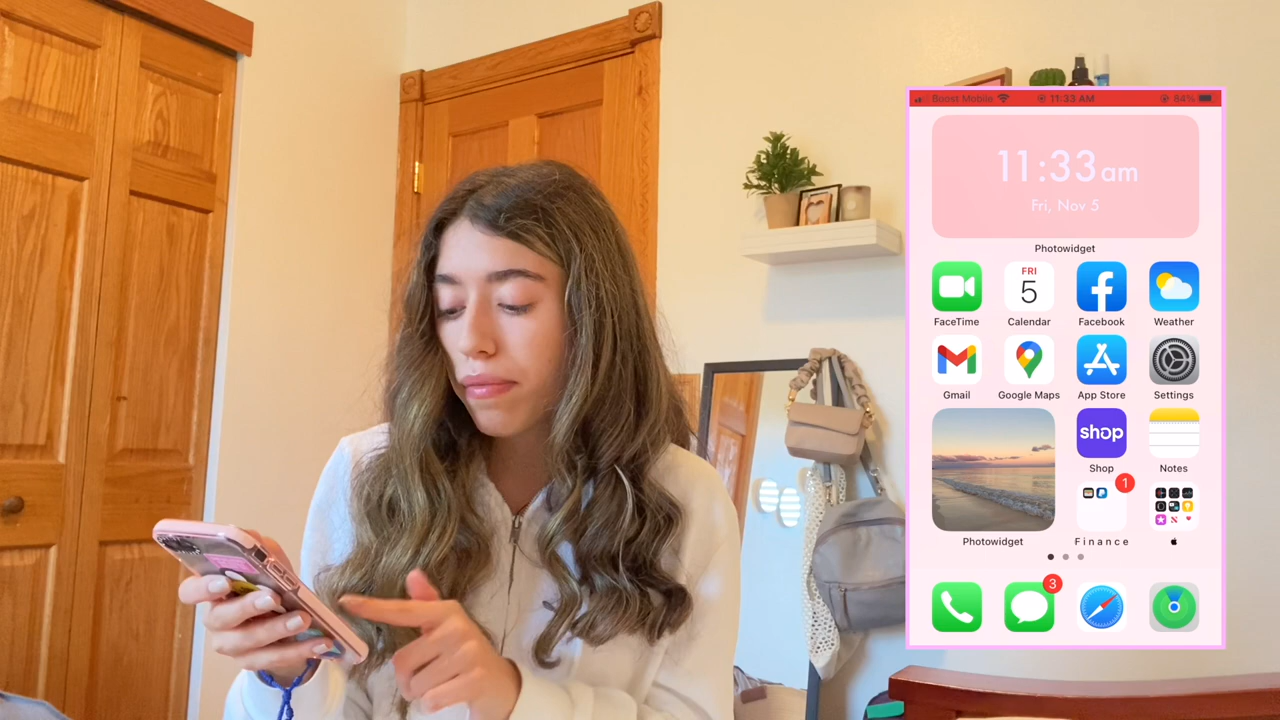 Boost Mobile 11:33 AM 84%
11:33 am
Fri, Nov 5
Photowidget
FRI
5
FaceTime Calendar Facebook Weather
Gmail Google Maps App Store Settings
shop
Shop Notes
1
Photowidget Finance
3